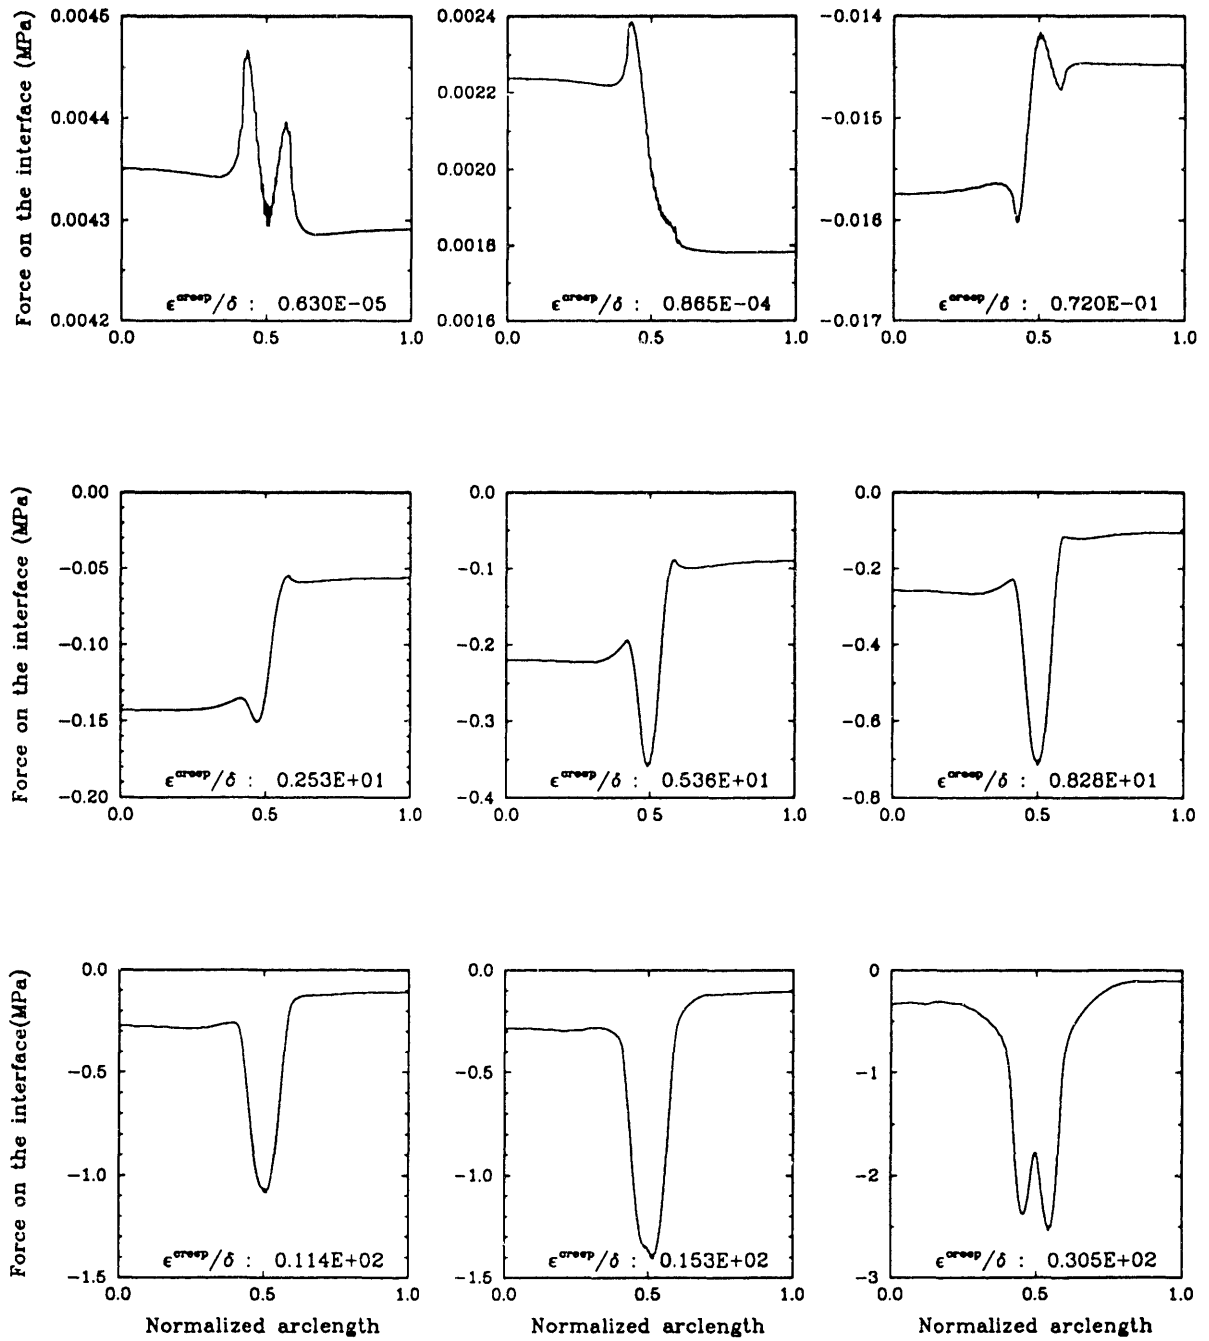 Force on the interface (MPa)
0.0045
0.0044
0.0043
0.0042
0.0 0.5 1.0
ϵ^creep/δ : 0.630E−05
0.0024
0.0022
0.0020
0.0018
0.0016
0.0 0.5 1.0
ϵ^creep/δ : 0.865E−04
−0.014
−0.015
−0.016
−0.017
0.0 0.5 1.0
ϵ^creep/δ : 0.720E−01
Force on the interface (MPa)
0.00
−0.05
−0.10
−0.15
−0.20
0.0 0.5 1.0
ϵ^creep/δ : 0.253E+01
0.0
−0.1
−0.2
−0.3
−0.4
0.0 0.5 1.0
ϵ^creep/δ : 0.536E+01
0.0
−0.2
−0.4
−0.6
−0.8
0.0 0.5 1.0
ϵ^creep/δ : 0.828E+01
Force on the interface(MPa)
0.0
−0.5
−1.0
−1.5
0.0 0.5 1.0
ϵ^creep/δ : 0.114E+02
Normalized arclength
0.0
−0.5
−1.0
−1.5
0.0 0.5 1.0
ϵ^creep/δ : 0.153E+02
Normalized arclength
0
−1
−2
−3
0.0 0.5 1.0
ϵ^creep/δ : 0.305E+02
Normalized arclength